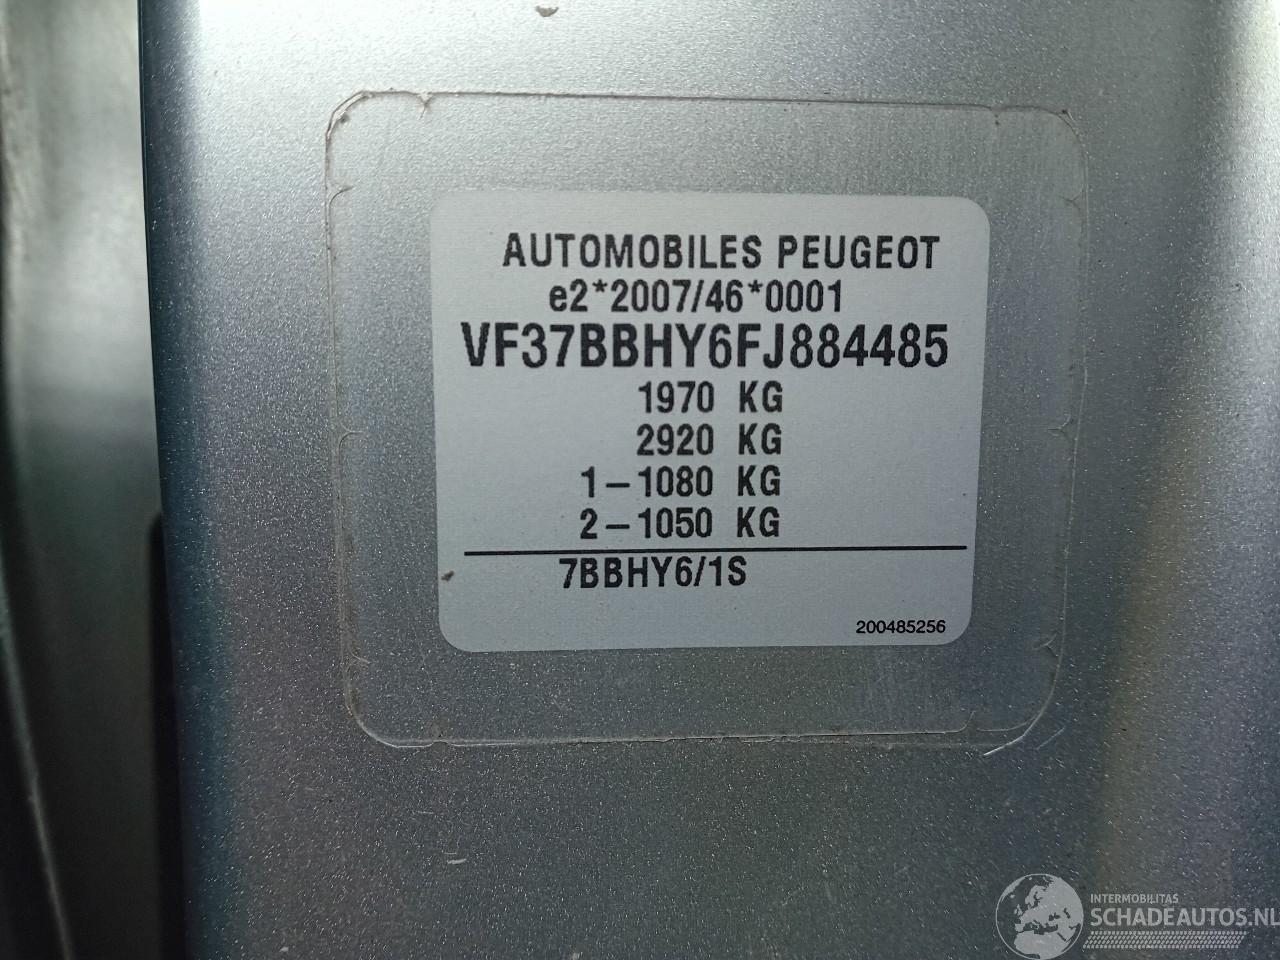 AUTOMOBILES PEUGEOT
e2*2007/46*0001
VF37BBHY6FJ884485
1970 KG
2920 KG
1-1080 KG
2-1050 KG
7BBHY6/1S
200485256
INTERMOBILITAS
SCHADEAUTOS.NL